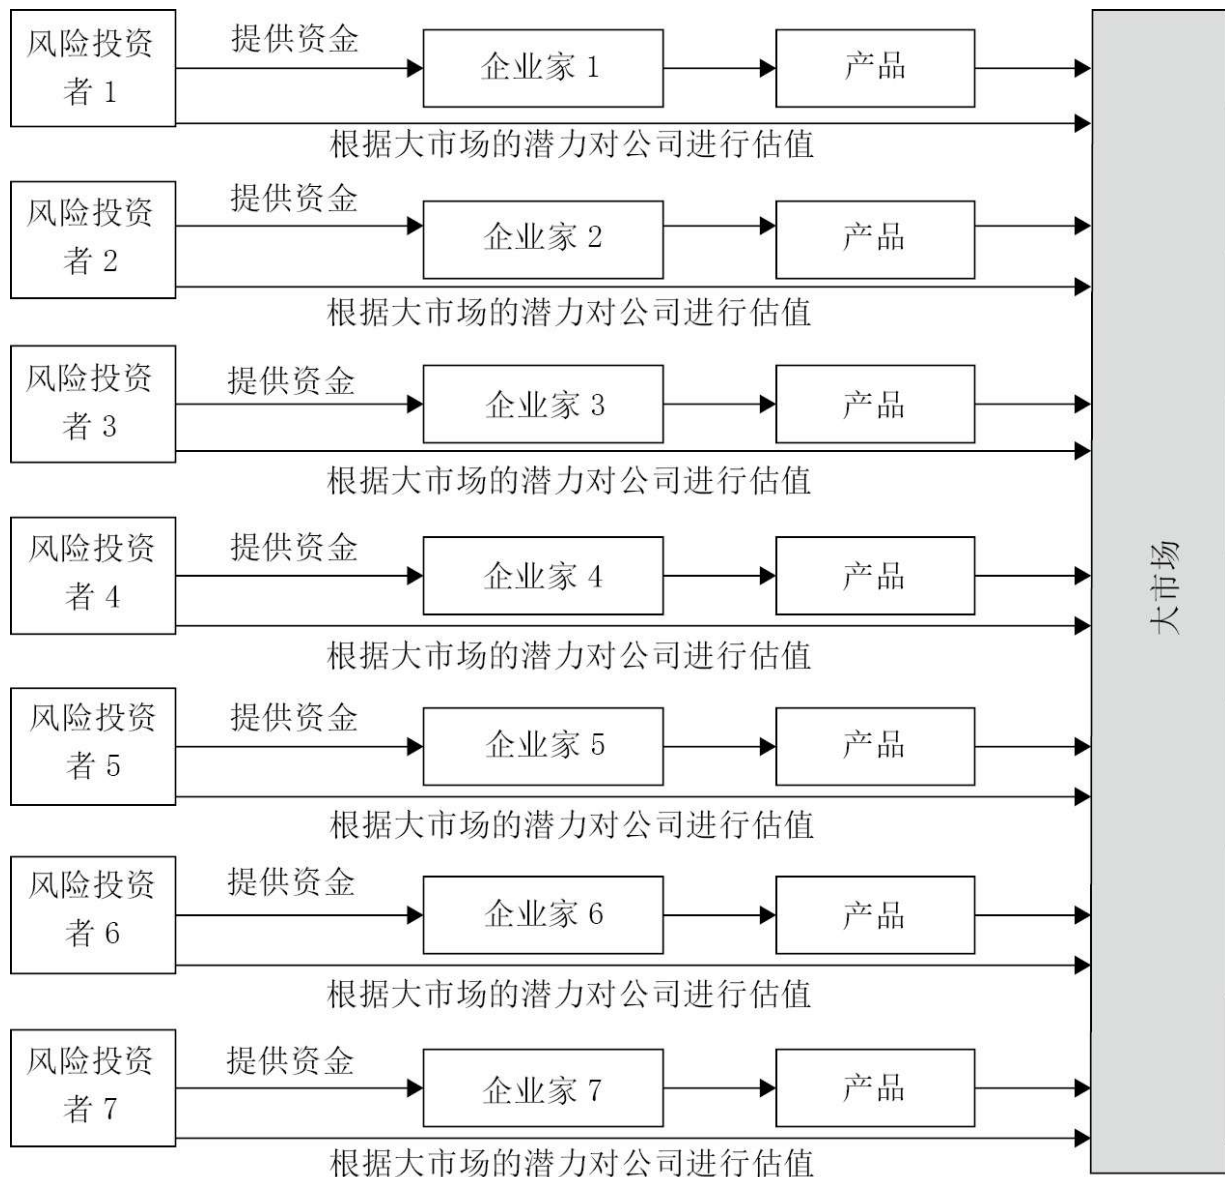 风险投资
者 1
提供资金
企业家 1
产品
根据大市场的潜力对公司进行估值
风险投资
者 2
提供资金
企业家 2
产品
根据大市场的潜力对公司进行估值
风险投资
者 3
提供资金
企业家 3
产品
根据大市场的潜力对公司进行估值
风险投资
者 4
提供资金
企业家 4
产品
根据大市场的潜力对公司进行估值
风险投资
者 5
提供资金
企业家 5
产品
根据大市场的潜力对公司进行估值
风险投资
者 6
提供资金
企业家 6
产品
根据大市场的潜力对公司进行估值
风险投资
者 7
提供资金
企业家 7
产品
根据大市场的潜力对公司进行估值
大市场